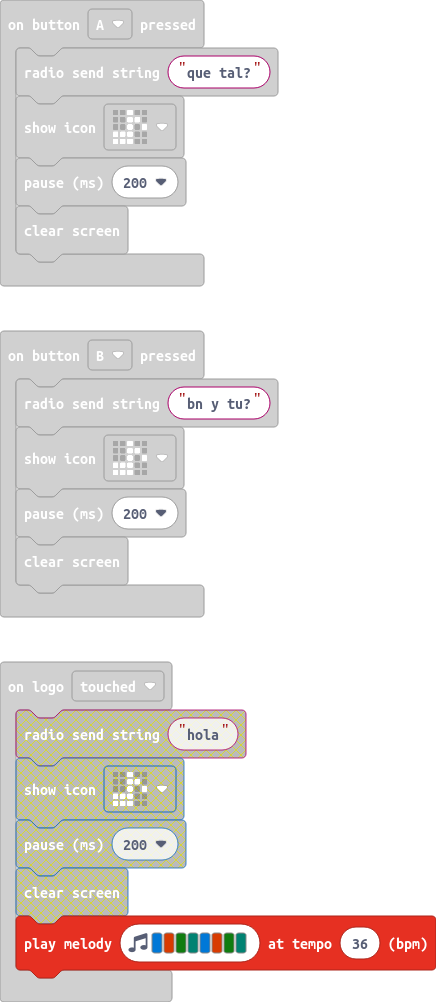 on button A pressed
radio send string "que tal?"
show icon
pause (ms) 200
clear screen
on button B pressed
radio send string "bn y tu?"
show icon
pause (ms) 200
clear screen
on logo touched
radio send string "hola"
show icon
pause (ms) 200
clear screen
play melody at tempo 36 (bpm)